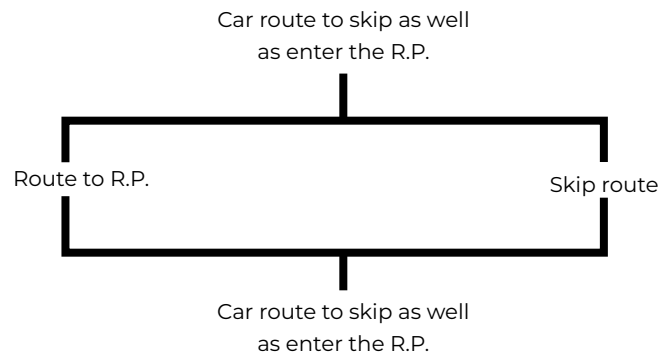 Car route to skip as well
as enter the R.P.
Route to R.P.
Skip route
Car route to skip as well
as enter the R.P.